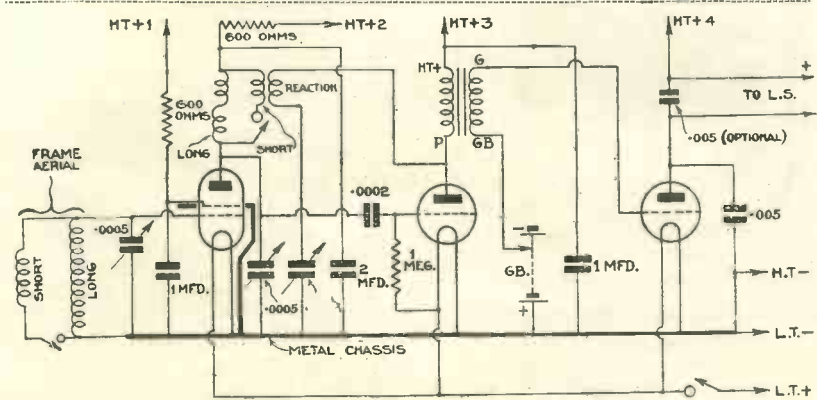 HT+1
600 OHMS
HT+2
HT+3
HT+4
600
OHMS
REACTION
LONG
SHORT
HT+
G
P
GB
+
TO L.S.
.005 (OPTIONAL)
FRAME
AERIAL
.0005
SHORT
LONG
1 MFD.
.0005
2
MFD.
.0002
1
MEG.
-
GB.
+
1 MFD.
.005
H.T-
L.T-
METAL CHASSIS
L.T+